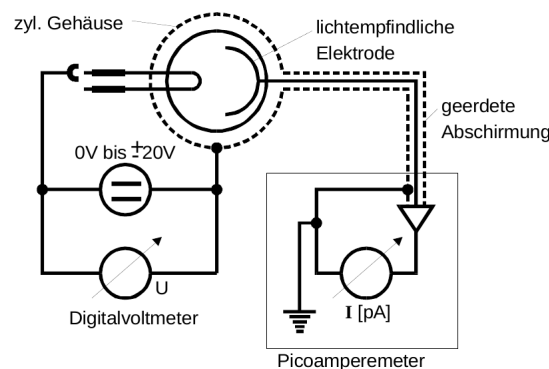 zyl. Gehäuse
lichtempfindliche
Elektrode
geerdete
Abschirmung
0V bis ±20V
U
Digitalvoltmeter
I [pA]
Picoamperemeter